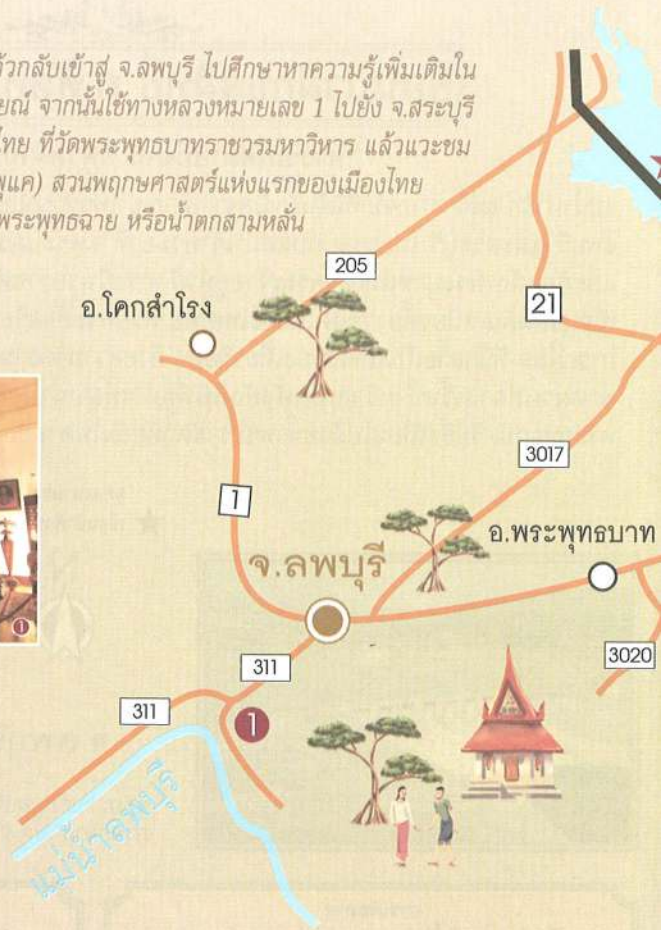 กลับเข้าสู่ จ.ลพบุรี ไปศึกษาหาความรู้เพิ่มเติมใน
จากนั้นใช้ทางหลวงหมายเลข 1 ไปยัง จ.สระบุรี
ไทย ที่วัดพระพุทธบาทราชวรมหาวิหาร แล้วแวะชม
สวนพฤกษศาสตร์แห่งแรกของเมืองไทย
พระพุทธฉาย หรือน้ำตกสามหลั่น
205
อ.โคกสำโรง
21
3017
1
อ.พระพุทธบาท
จ.ลพบุรี
1
3020
311
311
1
แม่น้ำลพบุรี